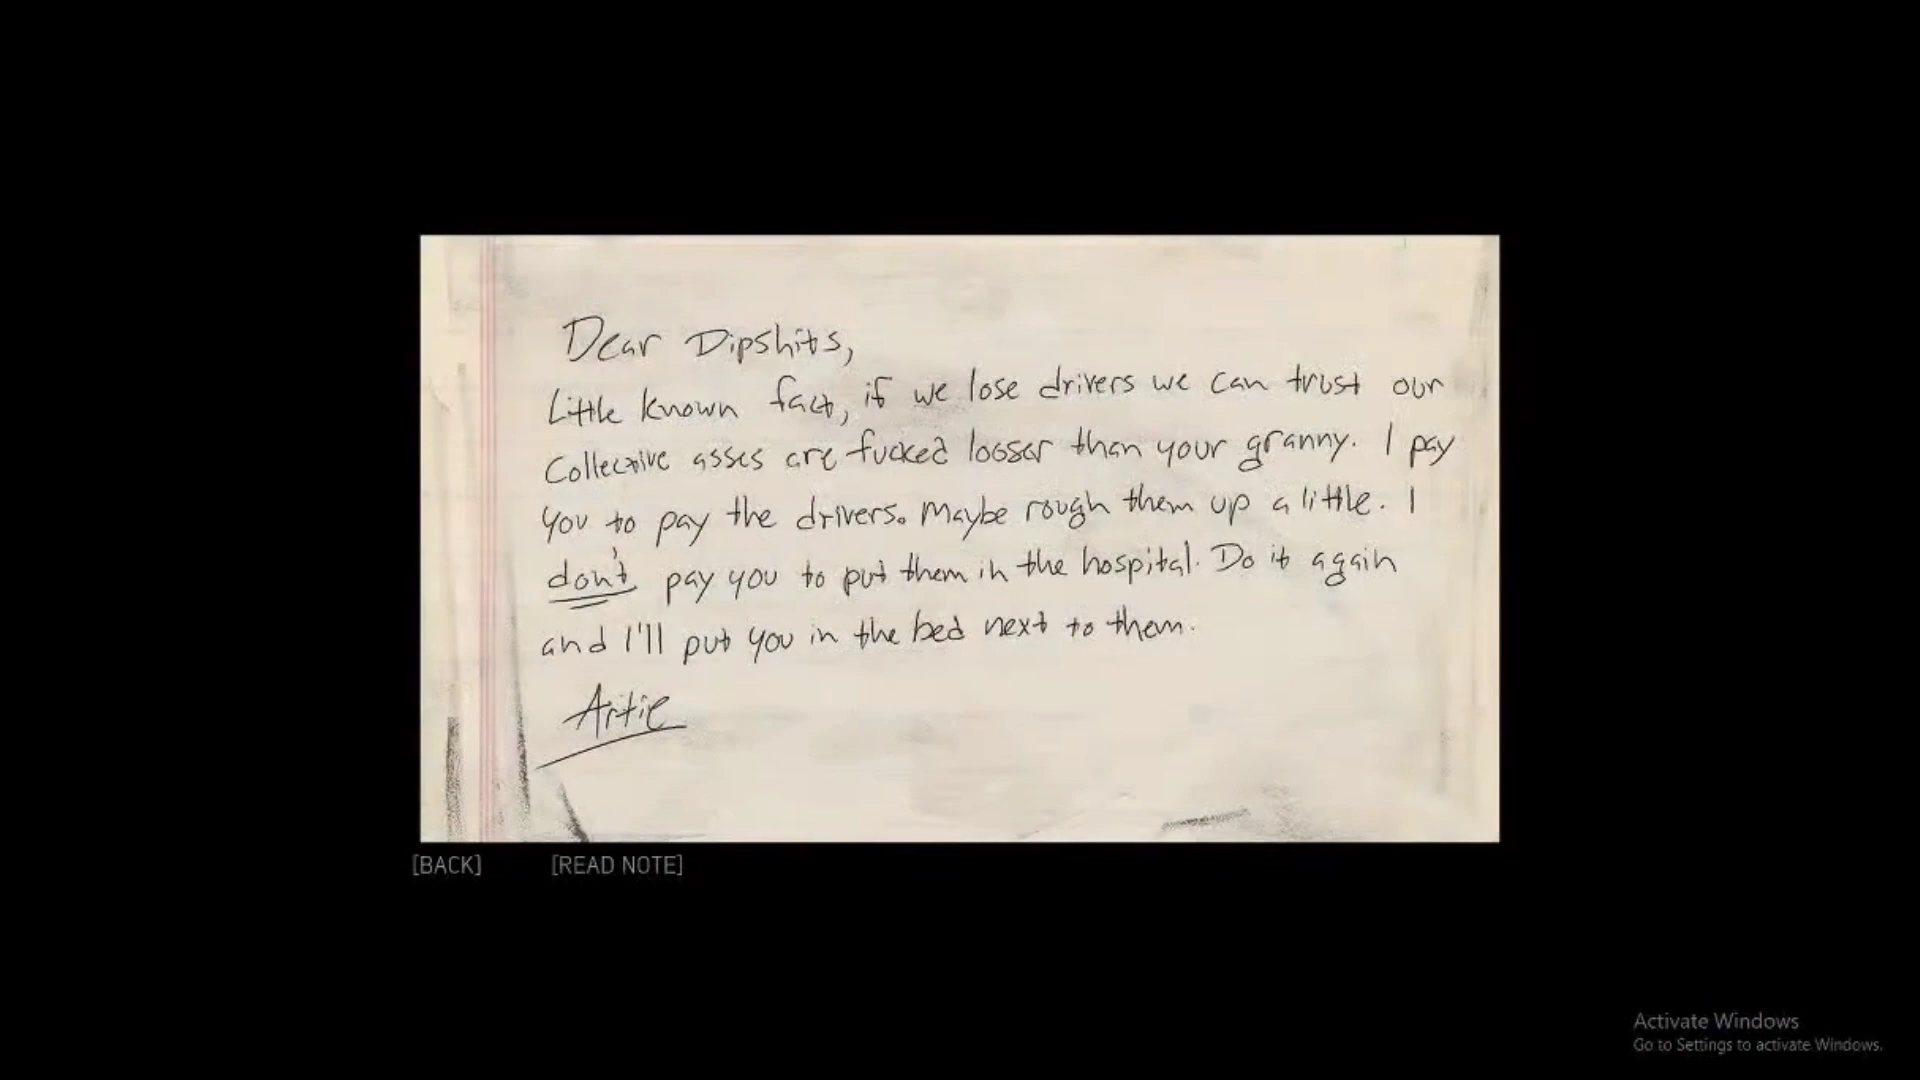 Dear Dipshits,
Little known fact, if we lose drivers we can trust our
collective asses are fucked looser than your granny. I pay
you to pay the drivers. Maybe rough them up a little. I
don't pay you to put them in the hospital. Do it again
and I'll put you in the bed next to them.
Artie
[BACK] [READ NOTE]
Activate Windows
Go to Settings to activate Windows.